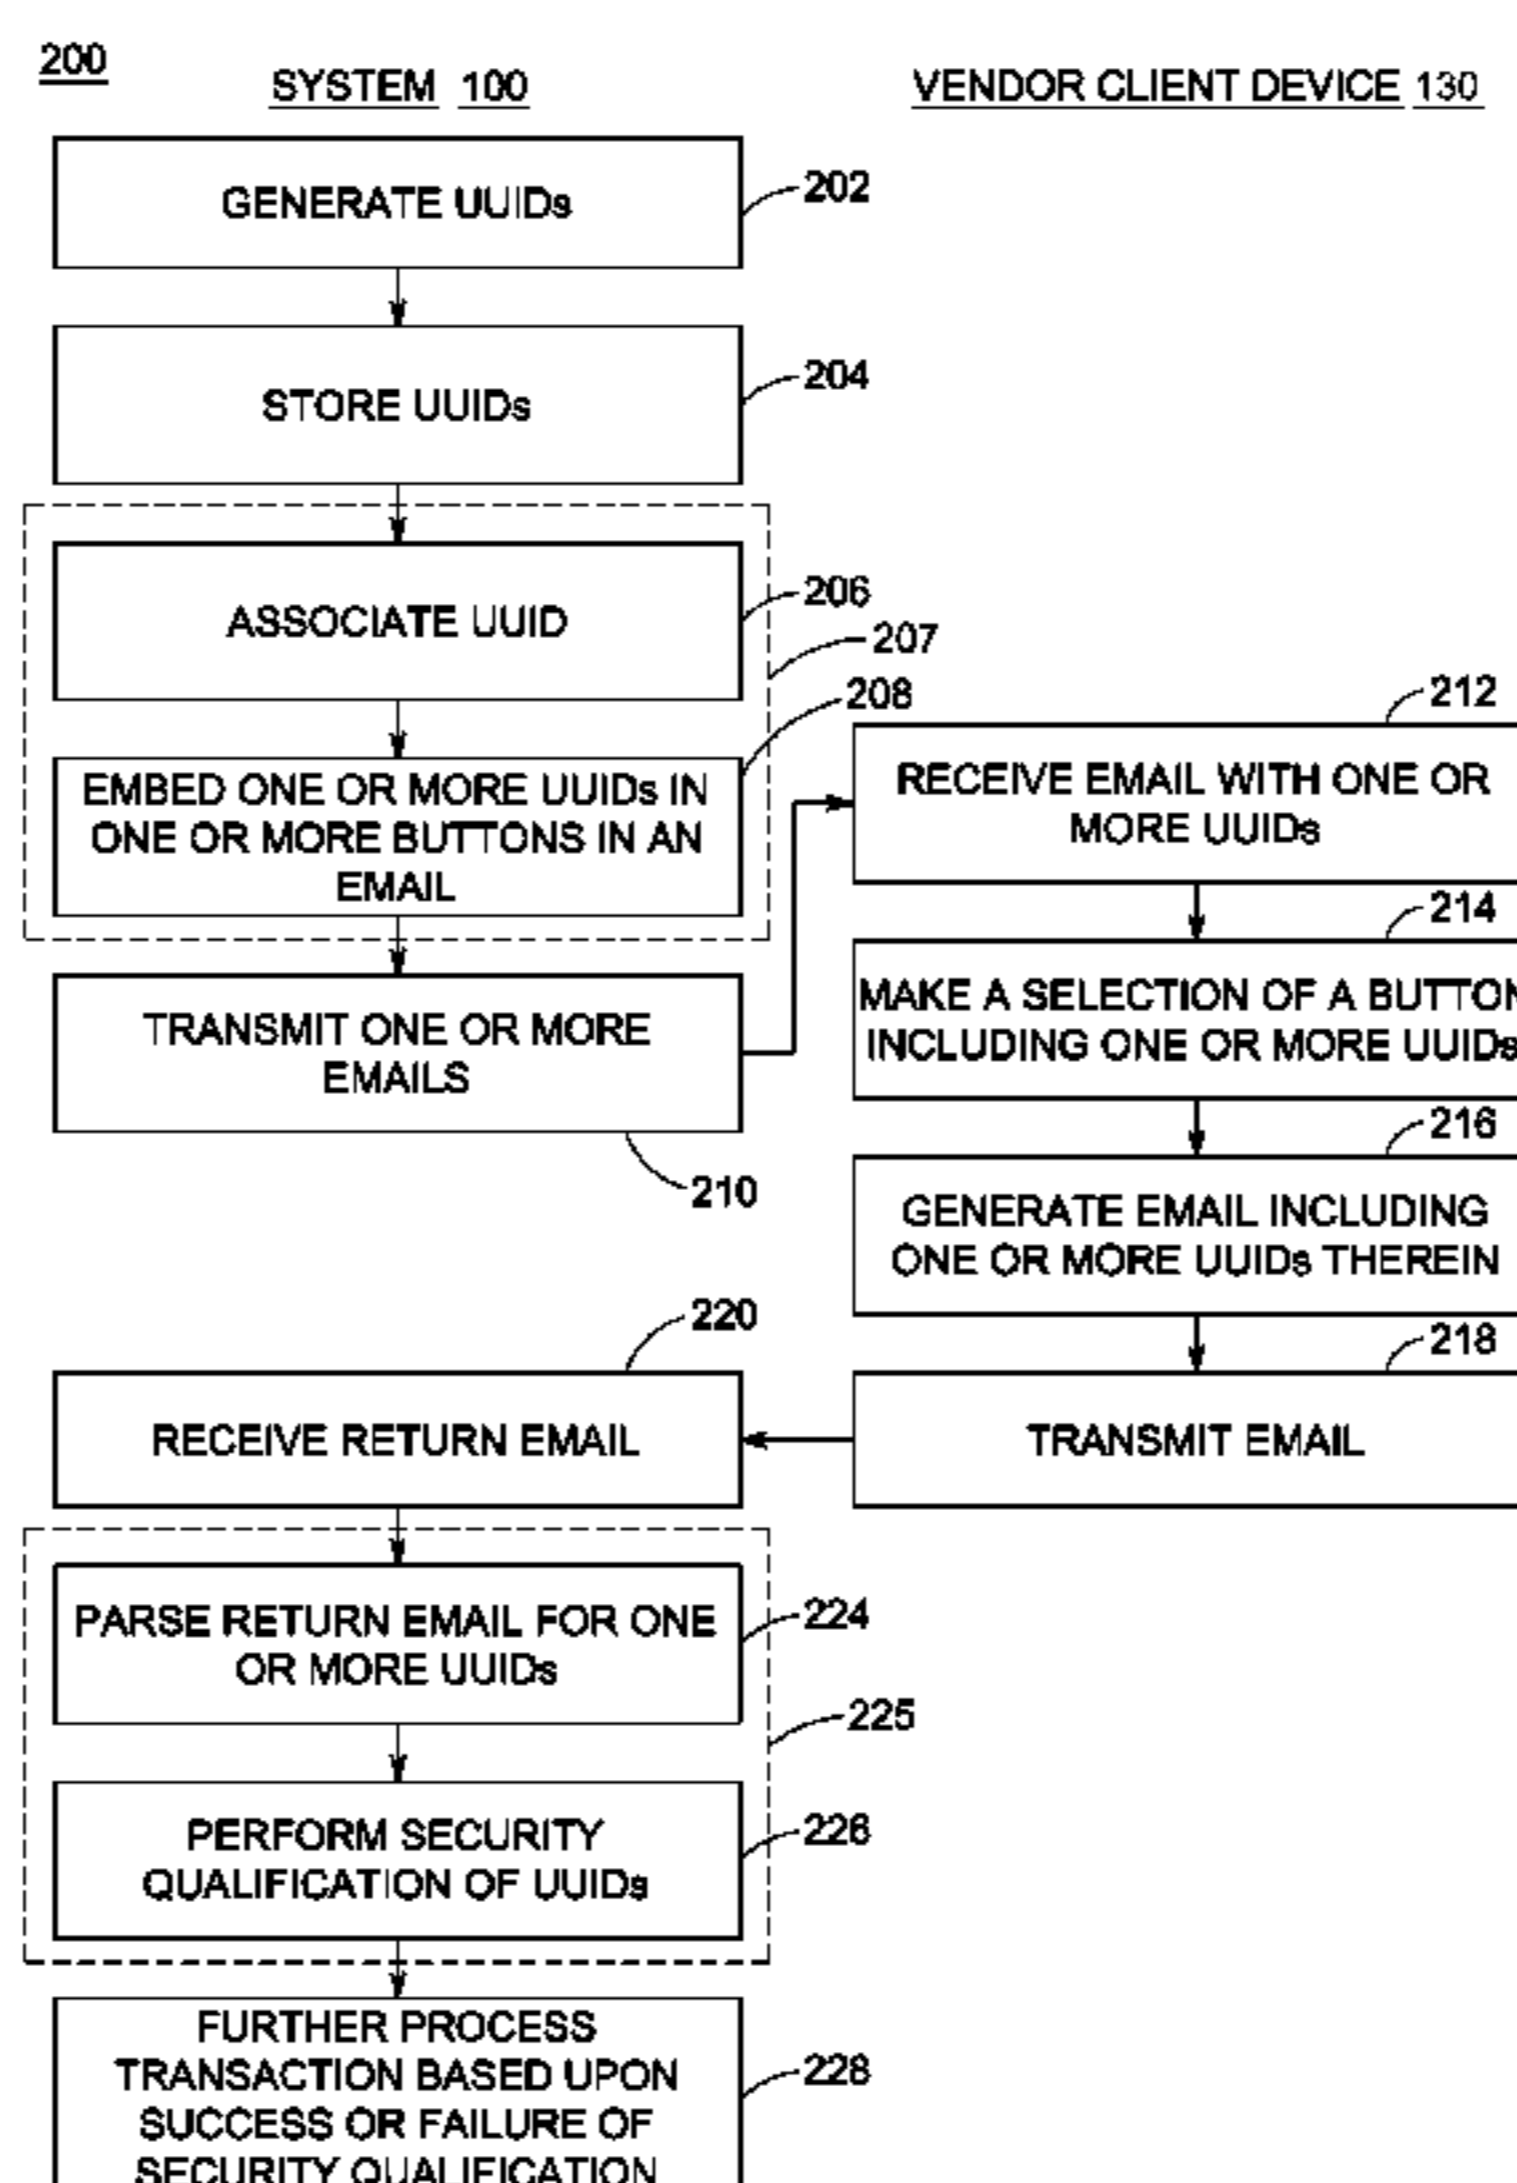 200
SYSTEM 100
VENDOR CLIENT DEVICE 130
GENERATE UUIDs
202
STORE UUIDs
204
ASSOCIATE UUID
206
207
208
EMBED ONE OR MORE UUIDs IN
ONE OR MORE BUTTONS IN AN
EMAIL
TRANSMIT ONE OR MORE
EMAILS
210
212
RECEIVE EMAIL WITH ONE OR
MORE UUIDs
214
MAKE A SELECTION OF A BUTTON
INCLUDING ONE OR MORE UUIDs
216
GENERATE EMAIL INCLUDING
ONE OR MORE UUIDs THEREIN
218
TRANSMIT EMAIL
220
RECEIVE RETURN EMAIL
PARSE RETURN EMAIL FOR ONE
OR MORE UUIDs
224
225
PERFORM SECURITY
QUALIFICATION OF UUIDs
226
FURTHER PROCESS
TRANSACTION BASED UPON
SUCCESS OR FAILURE OF
SECURITY QUALIFICATION
228